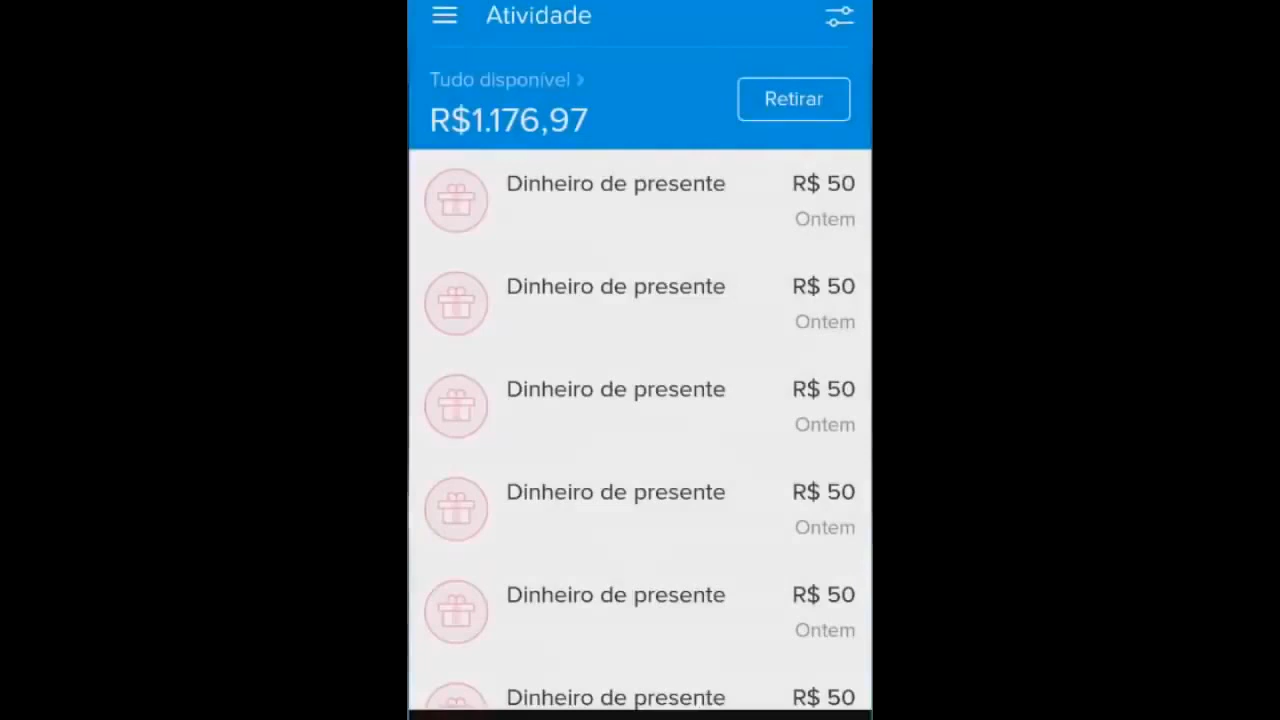 Atividade
Tudo disponível >
R$1.176,97
Retirar
Dinheiro de presente R$ 50
Ontem
Dinheiro de presente R$ 50
Ontem
Dinheiro de presente R$ 50
Ontem
Dinheiro de presente R$ 50
Ontem
Dinheiro de presente R$ 50
Ontem
Dinheiro de presente R$ 50